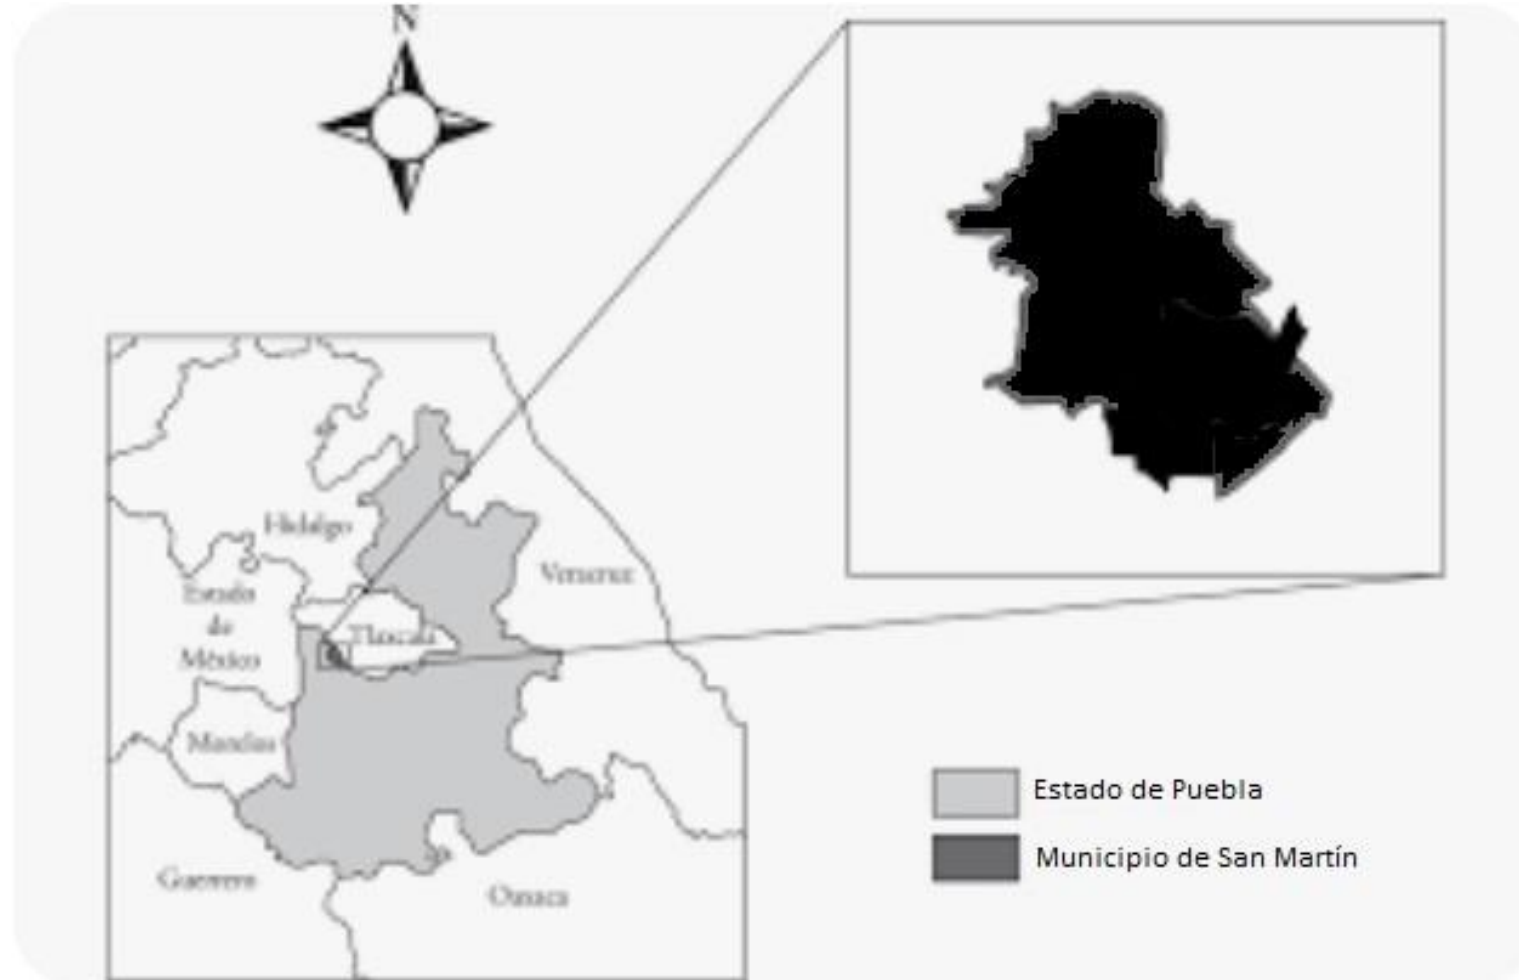 N
Hidalgo
Veracruz
Estado
de
México
Tlaxcala
Morelos
Guerrero
Oaxaca
Estado de Puebla
Municipio de San Martín